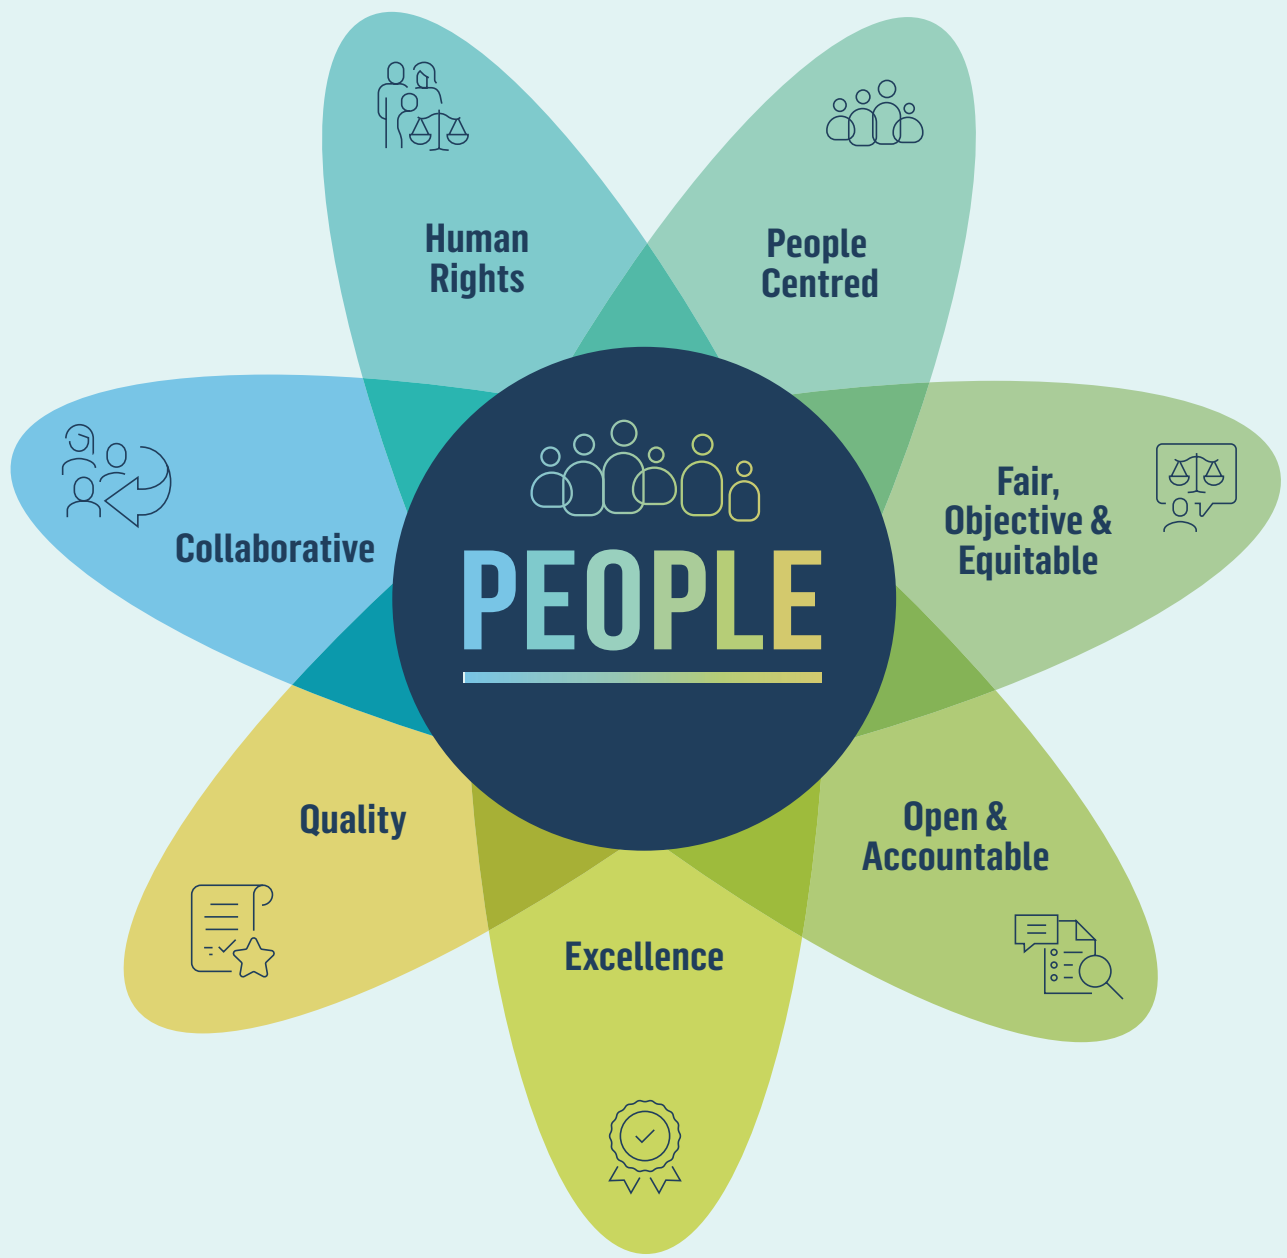 Human
Rights
People
Centred
Fair,
Objective &
Equitable
Open &
Accountable
Excellence
Quality
Collaborative
PEOPLE